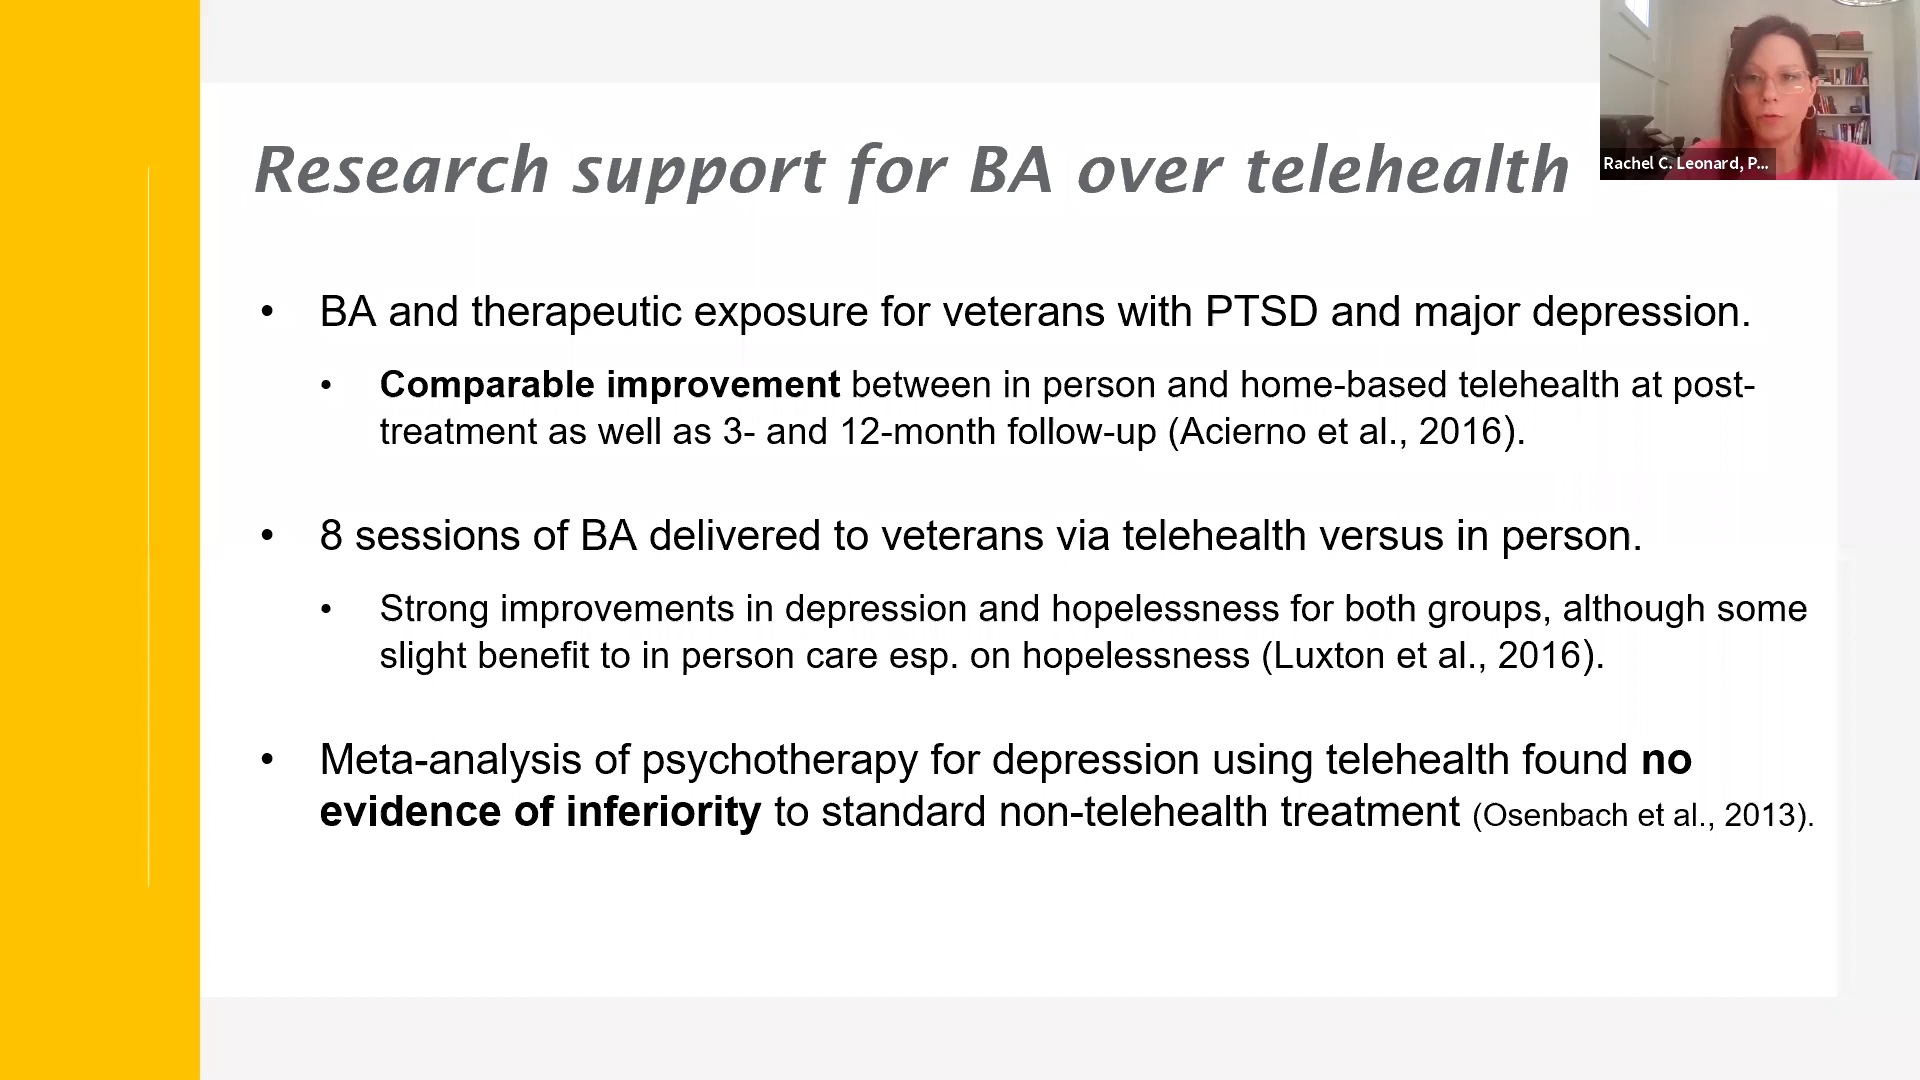 Research support for BA over telehealth
Rachel C. Leonard, P...
• BA and therapeutic exposure for veterans with PTSD and major depression.
• Comparable improvement between in person and home-based telehealth at post-
treatment as well as 3- and 12-month follow-up (Acierno et al., 2016).
• 8 sessions of BA delivered to veterans via telehealth versus in person.
• Strong improvements in depression and hopelessness for both groups, although some
slight benefit to in person care esp. on hopelessness (Luxton et al., 2016).
• Meta-analysis of psychotherapy for depression using telehealth found no
evidence of inferiority to standard non-telehealth treatment (Osenbach et al., 2013).